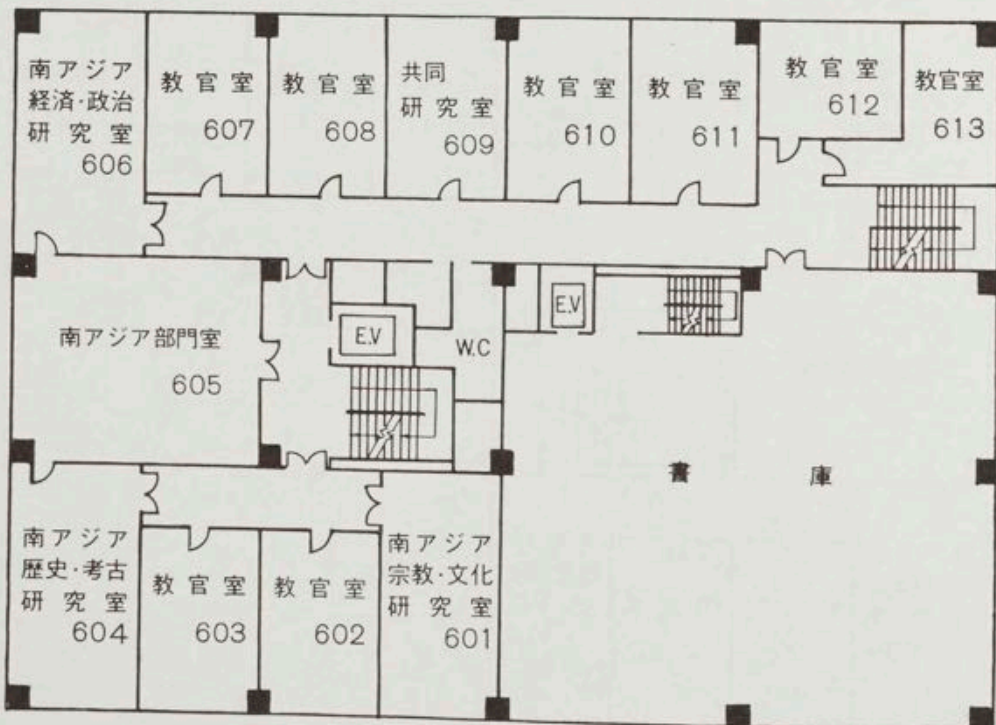 南アジア
経済・政治
研究室
606
教官室
607
教官室
608
共同
研究室
609
教官室
610
教官室
611
教官室
612
教官室
613
南アジア部門室
605
E.V
W.C
E.V
書庫
南アジア
歴史・考古
研究室
604
教官室
603
教官室
602
南アジア
宗教・文化
研究室
601